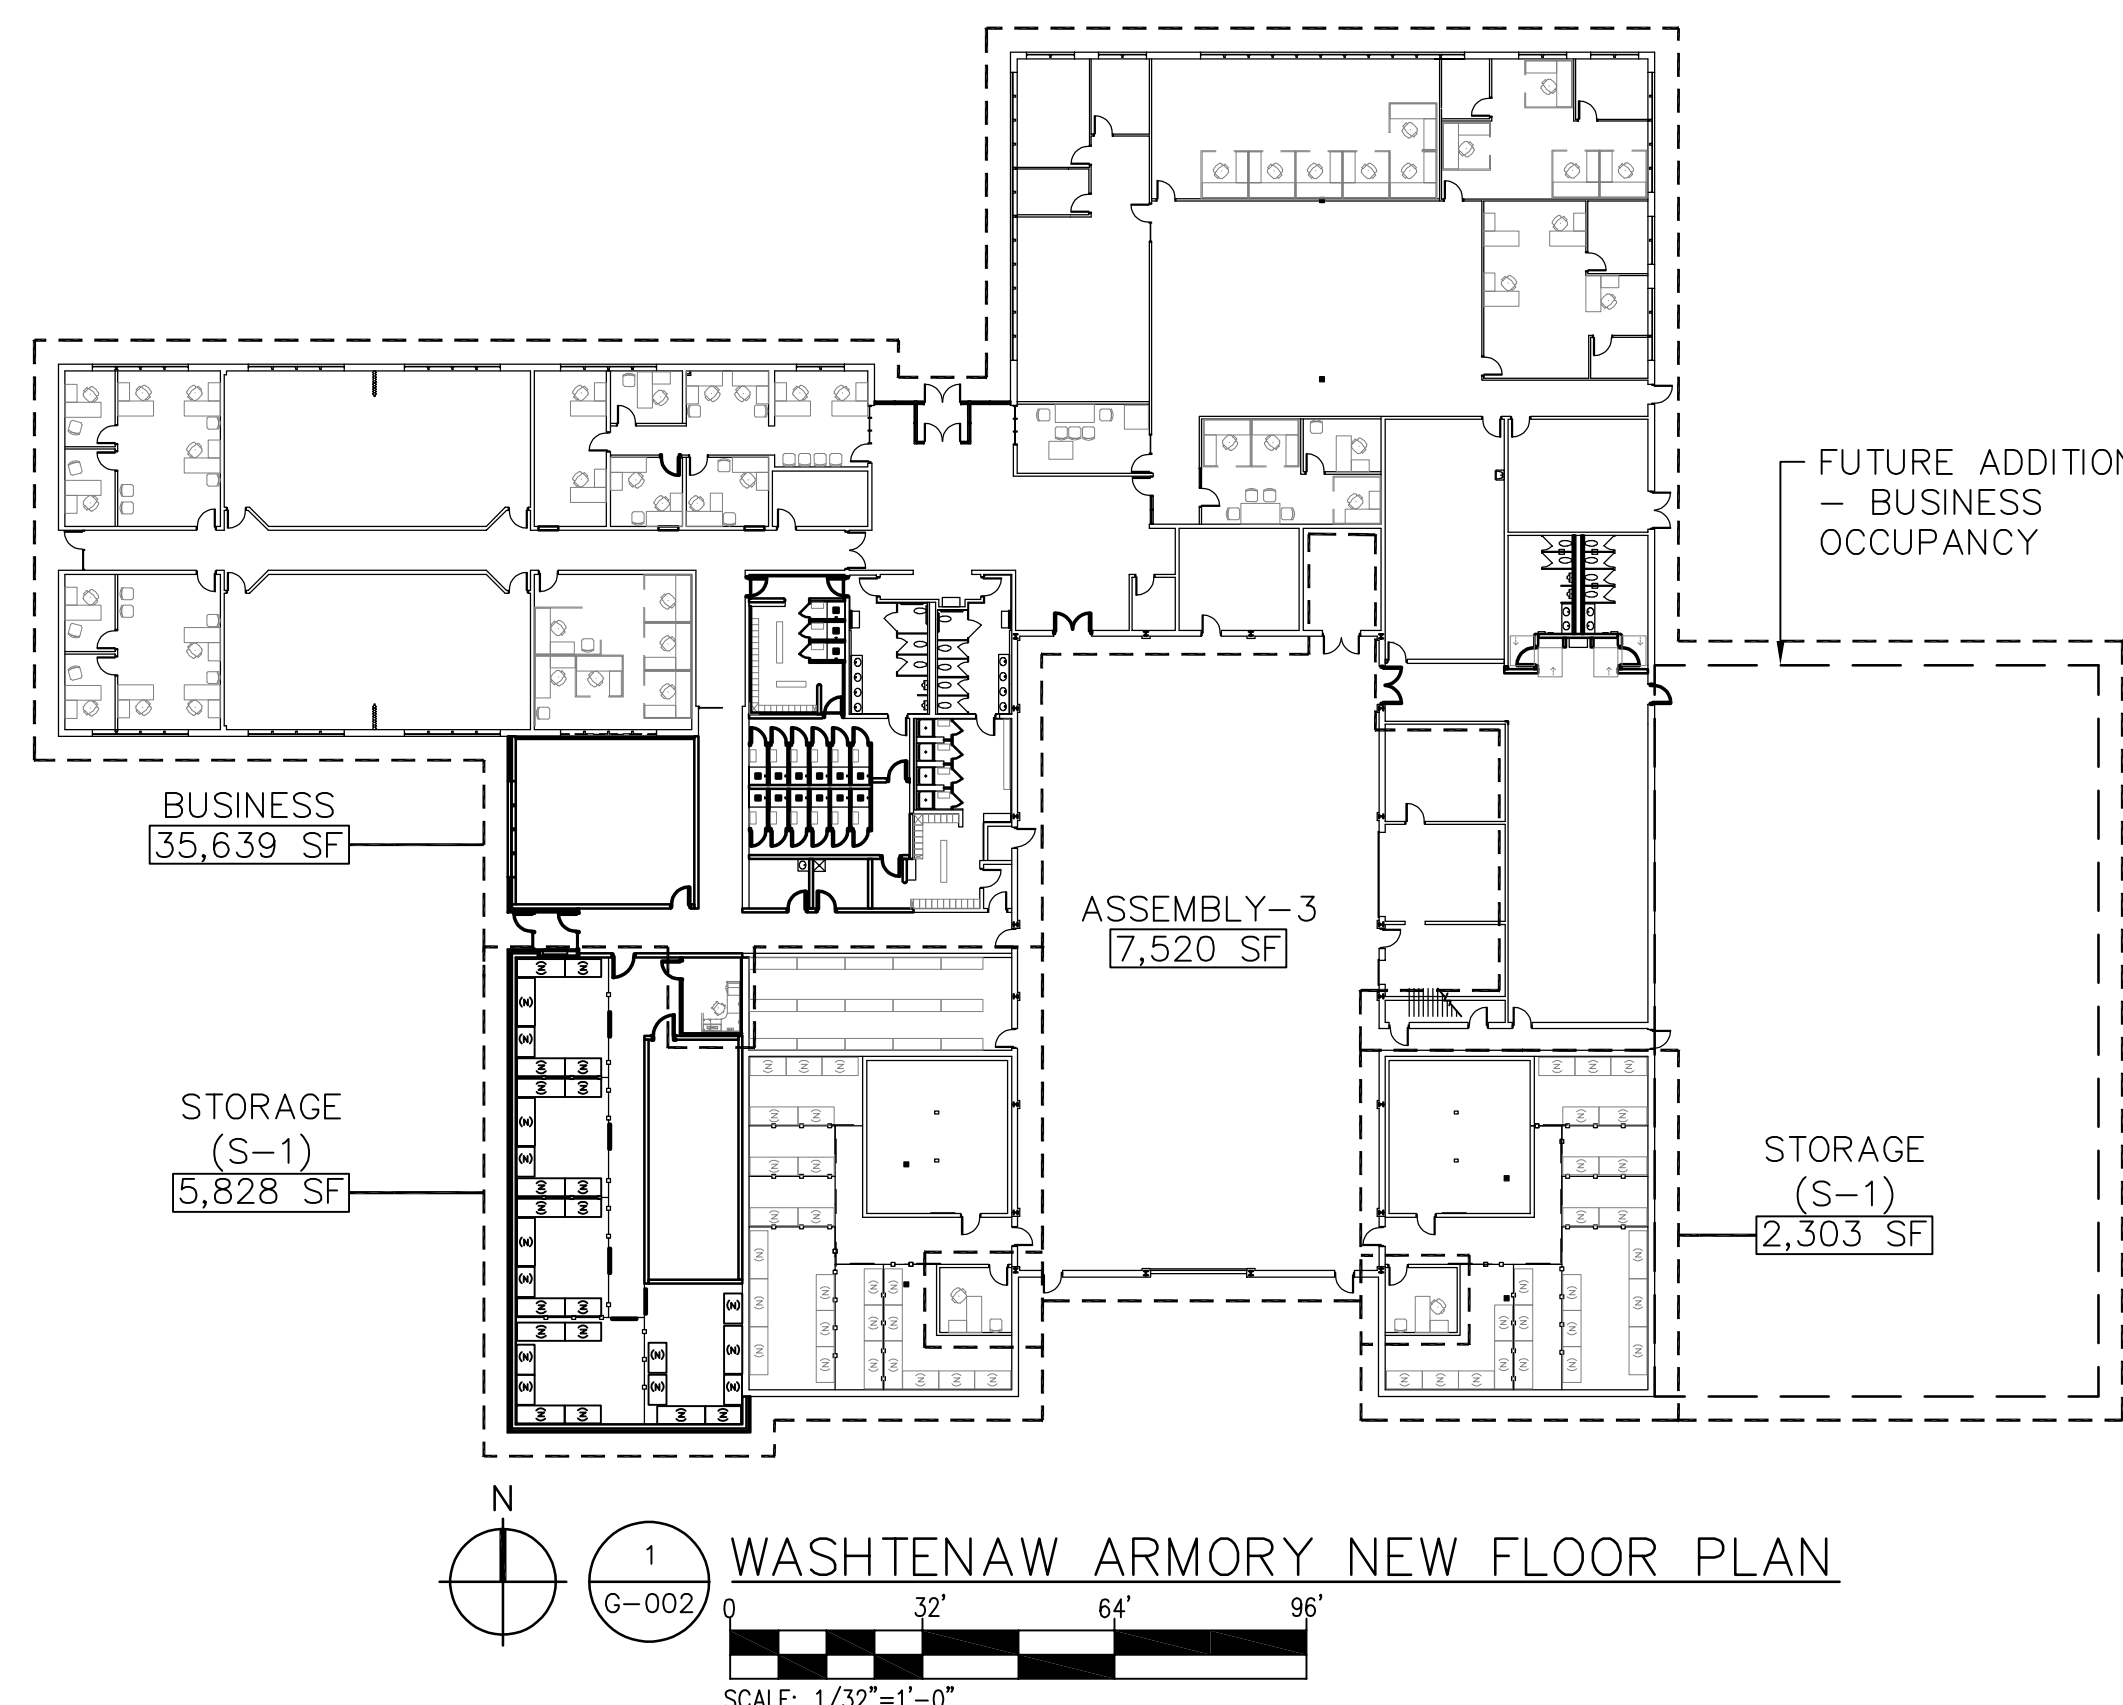 FUTURE ADDITION
– BUSINESS
OCCUPANCY
BUSINESS
35,639 SF
ASSEMBLY–3
7,520 SF
STORAGE
(S–1)
5,828 SF
STORAGE
(S–1)
2,303 SF
N
1
G–002
WASHTENAW ARMORY NEW FLOOR PLAN
0 32' 64' 96'
SCALE: 1/32"=1'–0"